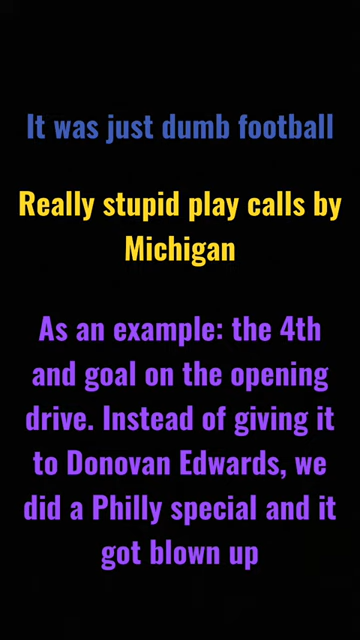 It was just dumb football
Really stupid play calls by
Michigan
As an example: the 4th
and goal on the opening
drive. Instead of giving it
to Donovan Edwards, we
did a Philly special and it
got blown up